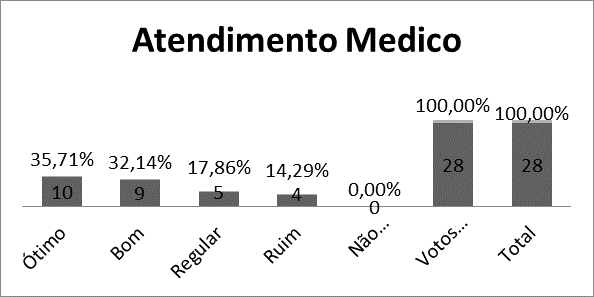 Atendimento Medico
35,71% 32,14% 17,86% 14,29% 0,00% 100,00% 100,00%
10 9 5 4 0 28 28
Ótimo Bom Regular Ruim Não... Votos... Total